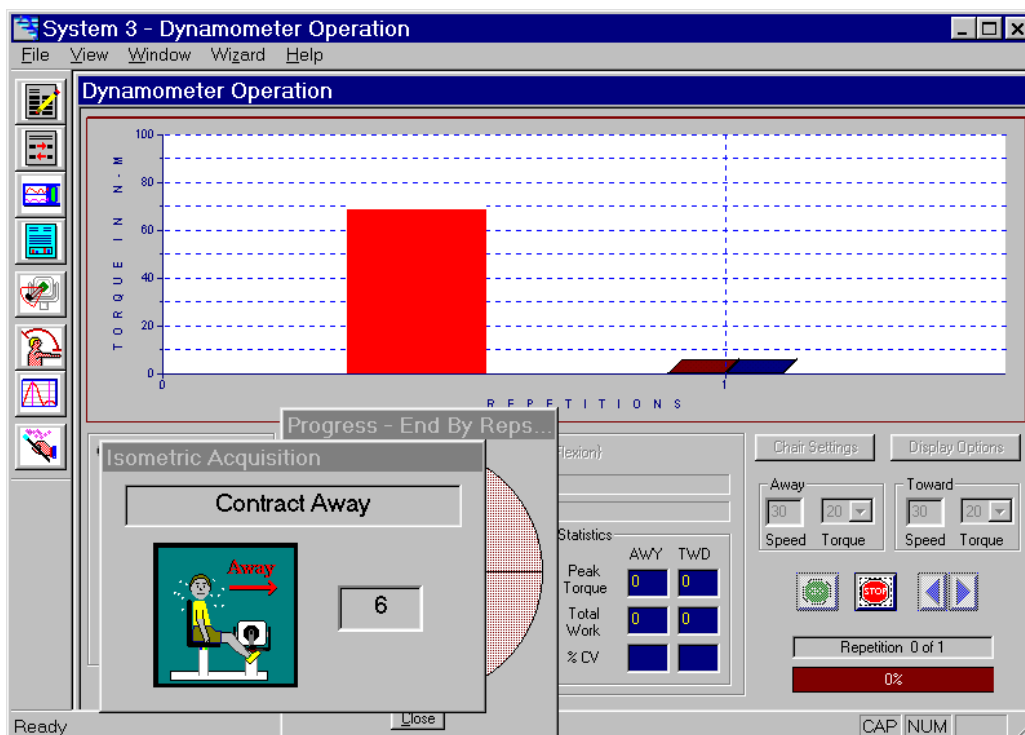 System 3 - Dynamometer Operation
File View Window Wizard Help
Dynamometer Operation
TORQUE IN N-M
100
80
60
40
20
0
0 1
REPETITIONS
Progress - End By Reps...
Isometric Acquisition
Contract Away
Away
6
Close
Flexion}
Statistics
AWY TWD
Peak Torque 0 0
Total Work 0 0
% CV
Chair Settings Display Options
Away
30 20
Speed Torque
Toward
30 20
Speed Torque
GO STOP
Repetition 0 of 1
0%
Ready CAP NUM